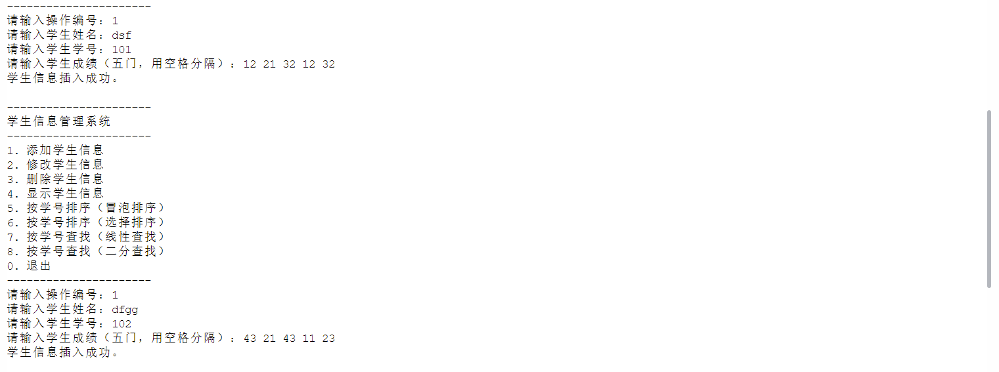 ----------------------
请输入操作编号：1
请输入学生姓名：dsf
请输入学生学号：101
请输入学生成绩（五门，用空格分隔）：12 21 32 12 32
学生信息插入成功。
----------------------
学生信息管理系统
----------------------
1. 添加学生信息
2. 修改学生信息
3. 删除学生信息
4. 显示学生信息
5. 按学号排序（冒泡排序）
6. 按学号排序（选择排序）
7. 按学号查找（线性查找）
8. 按学号查找（二分查找）
0. 退出
----------------------
请输入操作编号：1
请输入学生姓名：dfgg
请输入学生学号：102
请输入学生成绩（五门，用空格分隔）：43 21 43 11 23
学生信息插入成功。